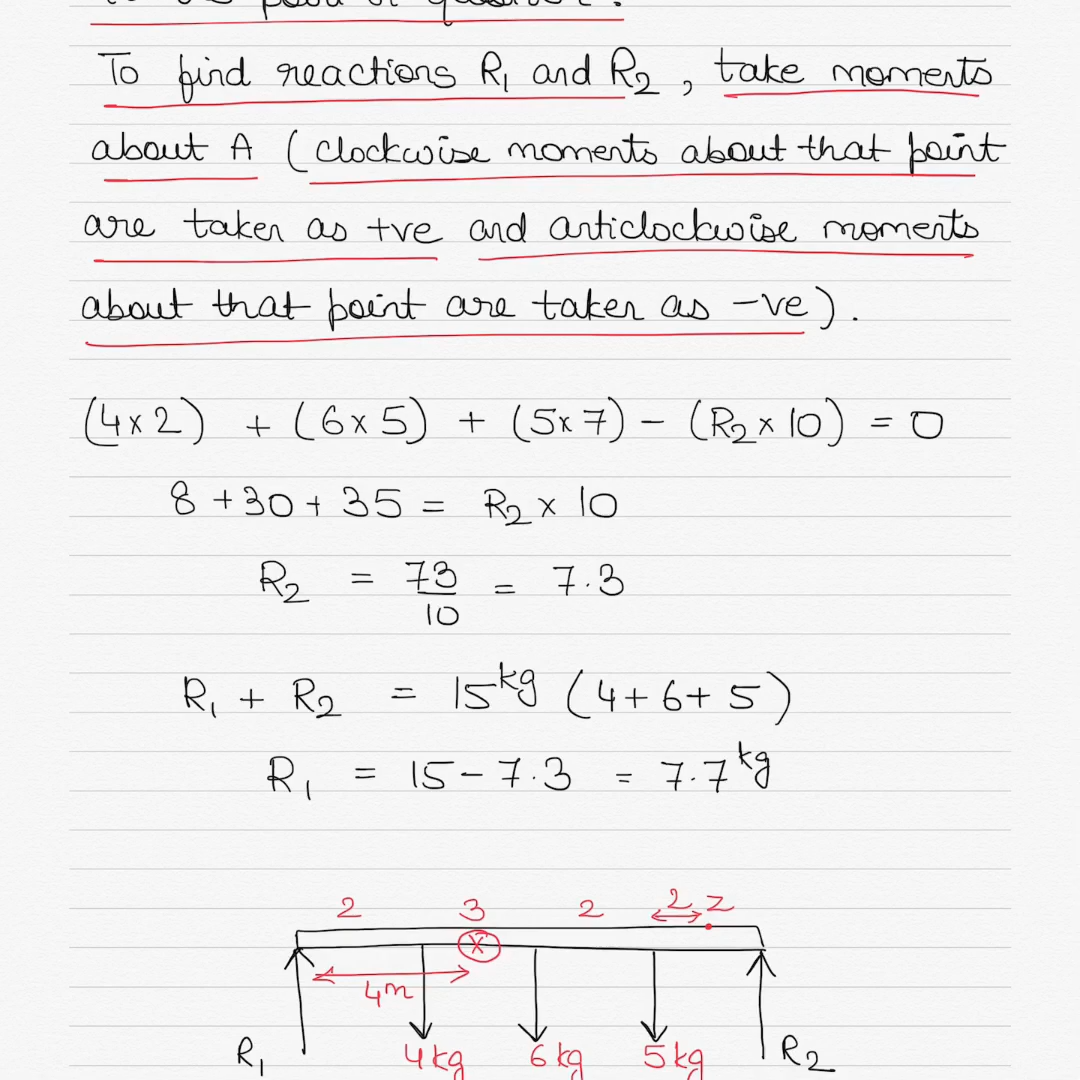 To find reactions R₁ and R₂, take moments
about A (clockwise moments about that point
are taken as +ve and anticlockwise moments
about that point are taken as -ve).
(4x2) + (6x5) + (5x7) - (R₂x10) = 0
8+30+35 = R₂ x 10
R₂ = 73/10 = 7.3
R₁ + R₂ = 15kg (4+6+5)
R₁ = 15-7.3 = 7.7kg
2 3 2 2 Z
X
4m
R₁ 4kg 6kg 5kg R₂